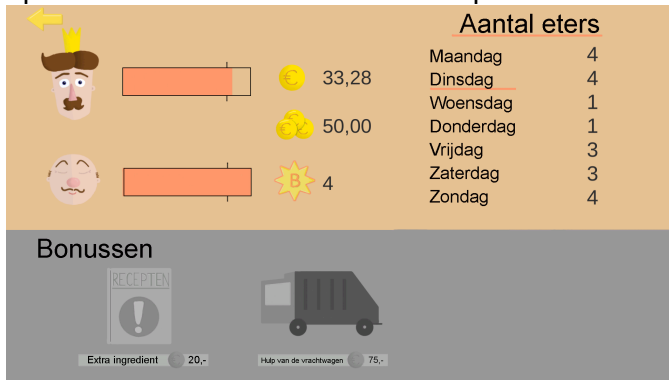 Aantal eters
€ 33,28
€ 50,00
B 4
Maandag 4
Dinsdag 4
Woensdag 1
Donderdag 1
Vrijdag 3
Zaterdag 3
Zondag 4
Bonussen
RECEPTEN
!
Extra ingredient € 20,-
Hulp van de vrachtwagen € 75,-